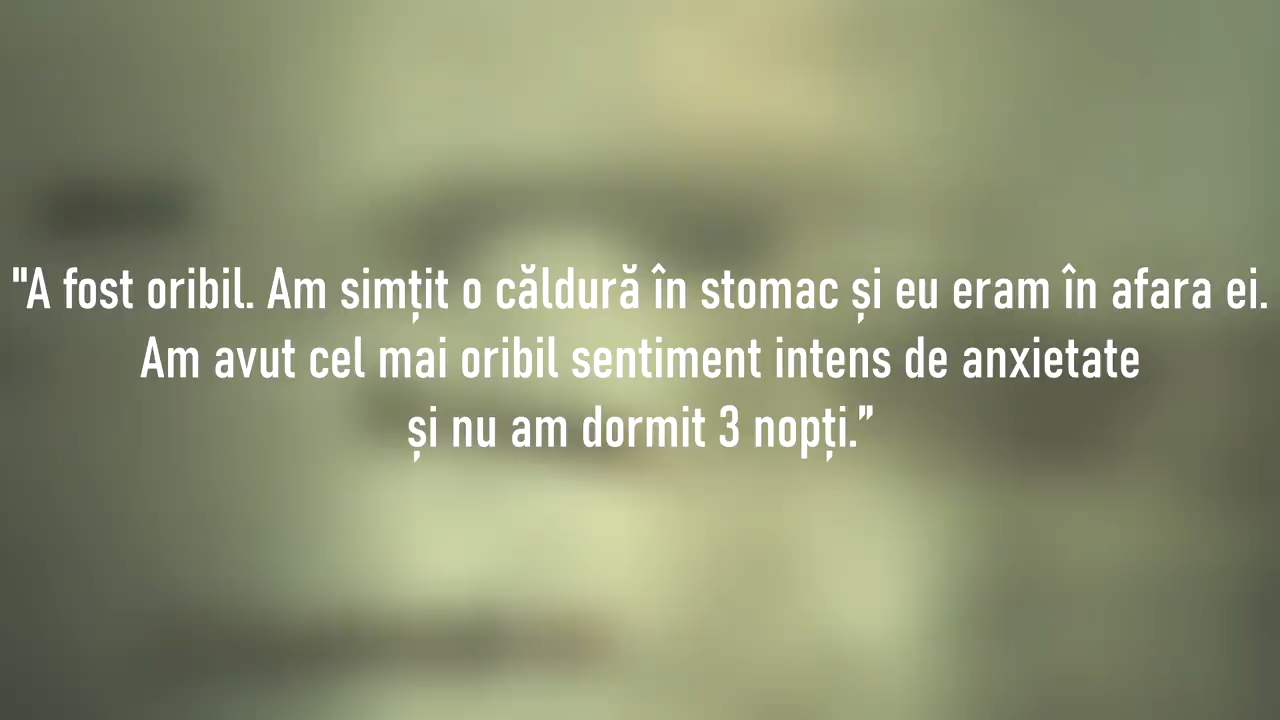 "A fost oribil. Am simțit o căldură în stomac și eu eram în afara ei.
Am avut cel mai oribil sentiment intens de anxietate
și nu am dormit 3 nopți.”